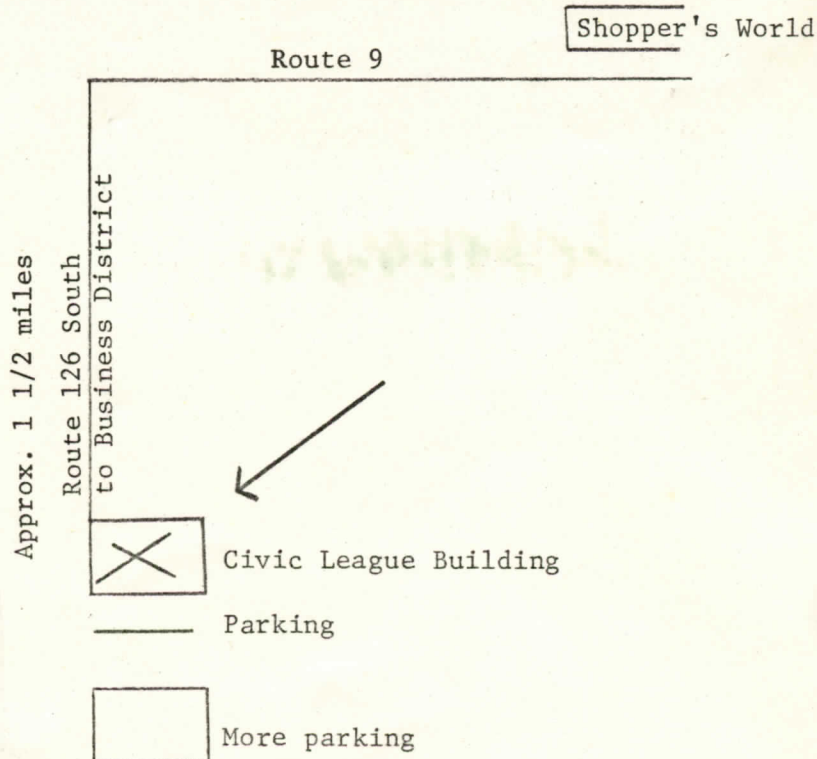 Shopper's World
Route 9
Approx. 1 1/2 miles
Route 126 South
to Business District
Civic League Building
Parking
More parking